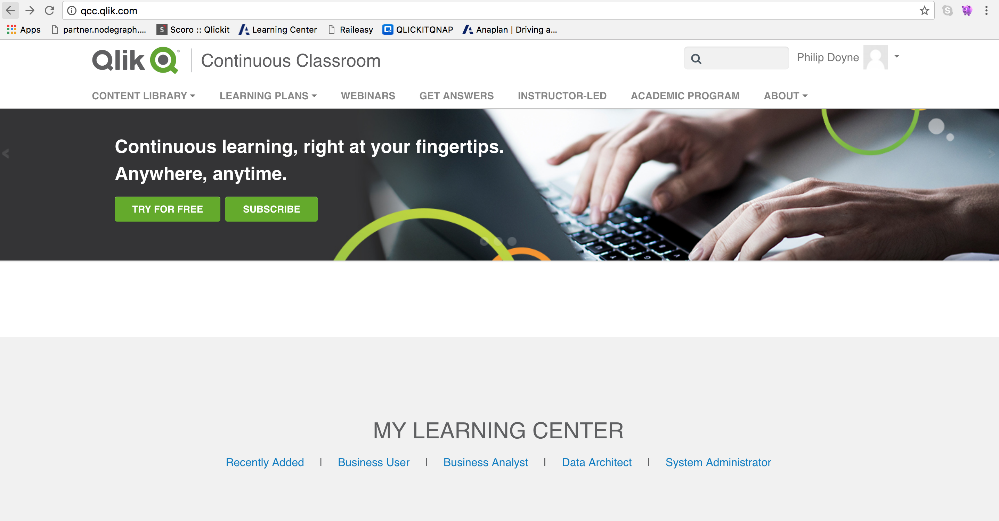 qcc.qlik.com
Apps partner.nodegraph.... Scoro :: Qlickit Learning Center Raileasy QLICKITQNAP Anaplan | Driving a...
Qlik Continuous Classroom Philip Doyne
CONTENT LIBRARY LEARNING PLANS WEBINARS GET ANSWERS INSTRUCTOR-LED ACADEMIC PROGRAM ABOUT
Continuous learning, right at your fingertips.
Anywhere, anytime.
TRY FOR FREE SUBSCRIBE
MY LEARNING CENTER
Recently Added | Business User | Business Analyst | Data Architect | System Administrator